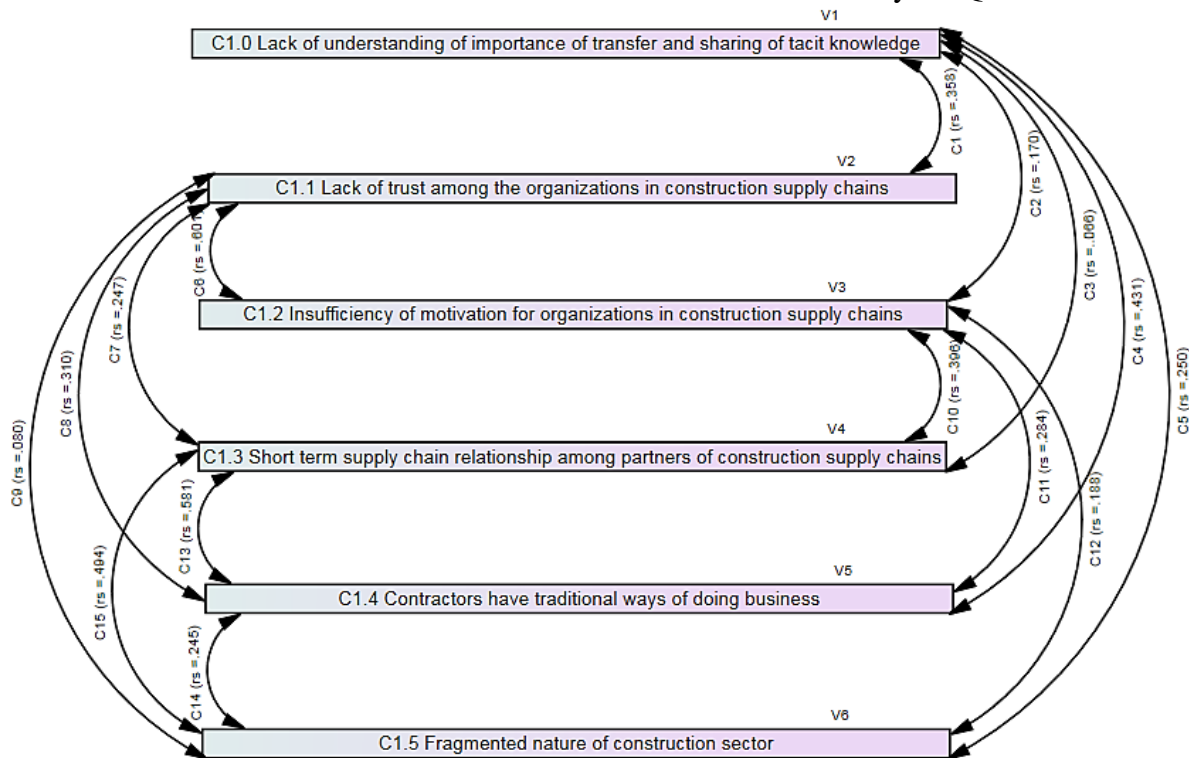 V1
C1.0 Lack of understanding of importance of transfer and sharing of tacit knowledge
C1 (rs =.358)
C2 (rs =.170)
C3 (rs =..066)
C4 (rs =.431)
C5 (rs =.250)
V2
C1.1 Lack of trust among the organizations in construction supply chains
C6 (rs =.601)
C7 (rs =.247)
C8 (rs =.310)
C9 (rs =.080)
V3
C1.2 Insufficiency of motivation for organizations in construction supply chains
C10 (rs =.396)
C11 (rs =.284)
C12 (rs =.188)
V4
C1.3 Short term supply chain relationship among partners of construction supply chains
C13 (rs =.581)
C15 (rs =.494)
V5
C1.4 Contractors have traditional ways of doing business
C14 (rs =.245)
V6
C1.5 Fragmented nature of construction sector